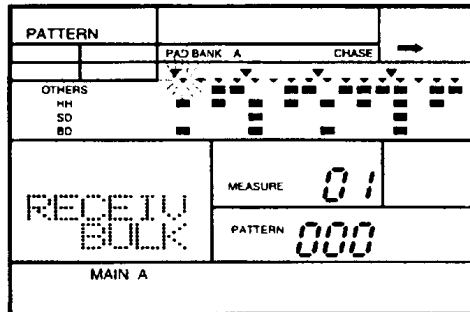 PATTERN
PAD BANK A CHASE
OTHERS
HH
SD
BD
RECEIV
BULK
MEASURE 01
PATTERN 000
MAIN A